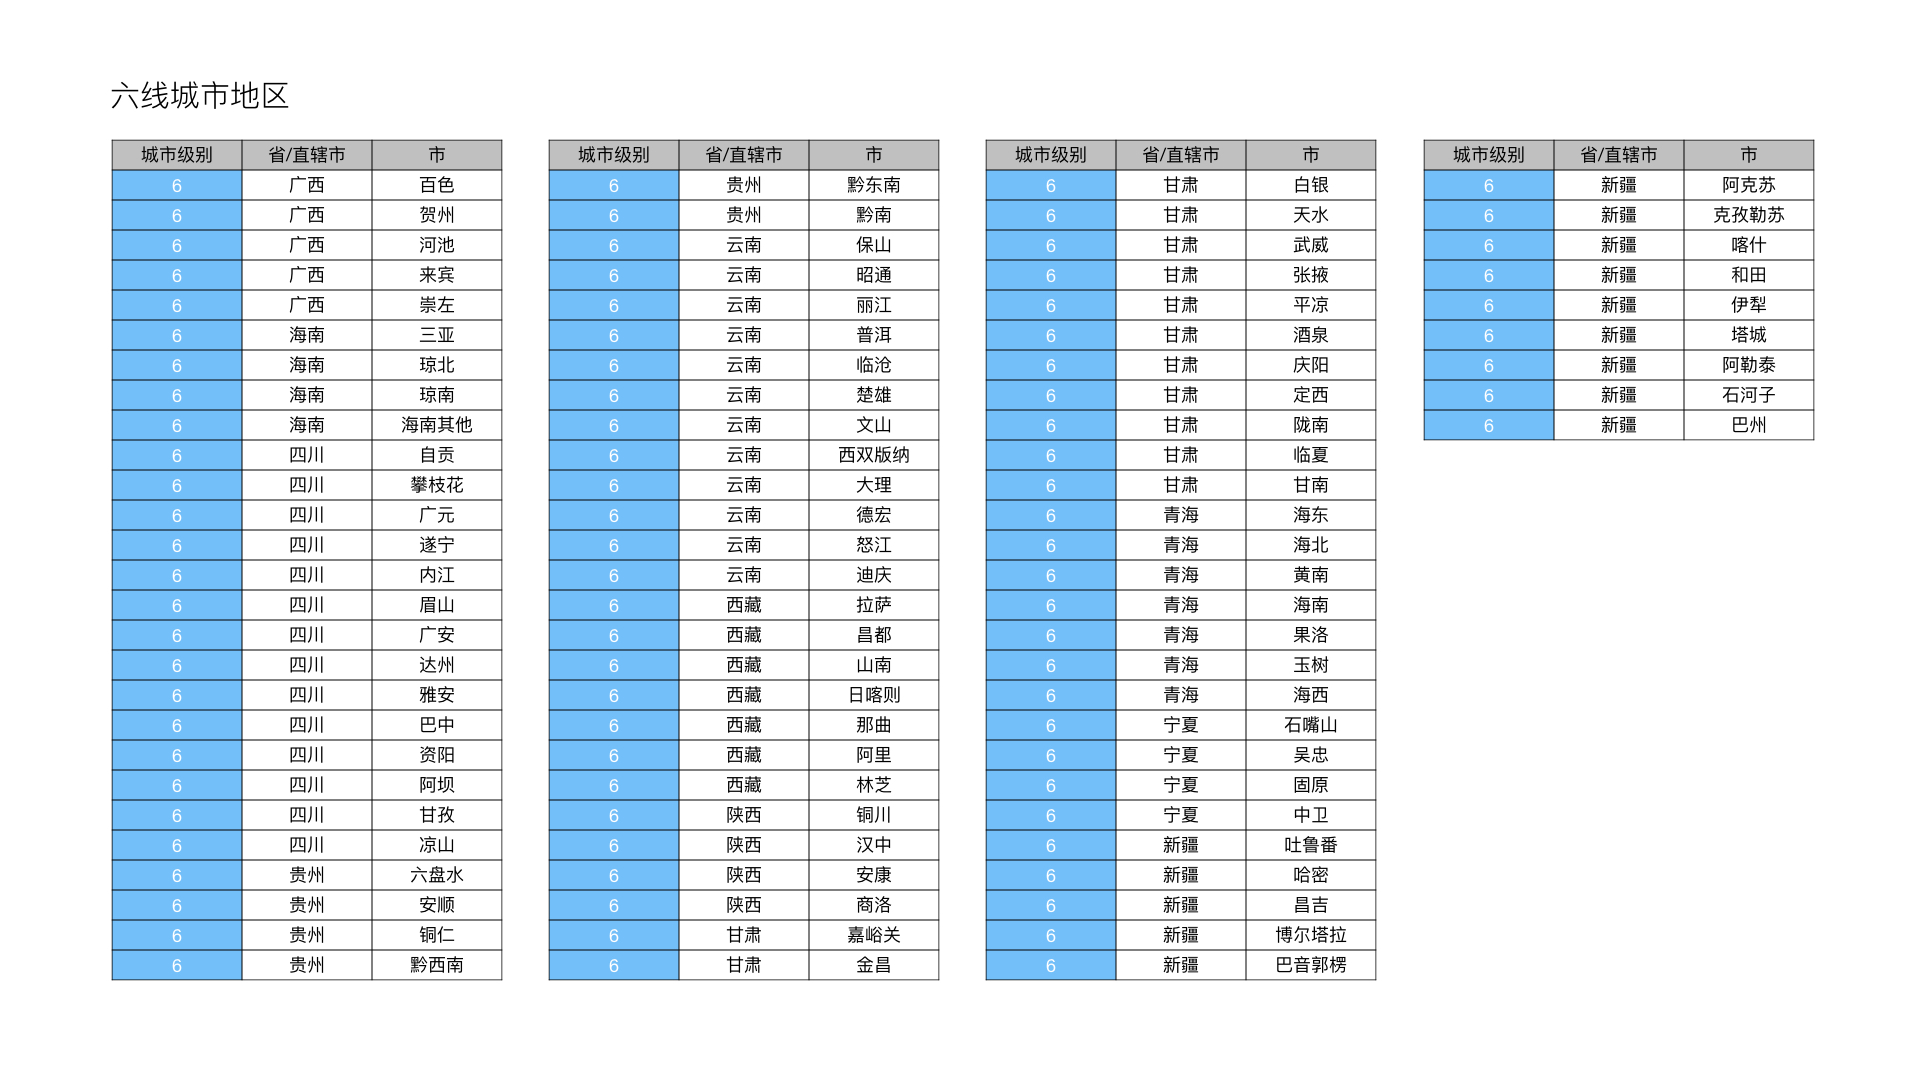 六线城市地区
城市级别 省/直辖市 市
6 广西 百色
6 广西 贺州
6 广西 河池
6 广西 来宾
6 广西 崇左
6 海南 三亚
6 海南 琼北
6 海南 琼南
6 海南 海南其他
6 四川 自贡
6 四川 攀枝花
6 四川 广元
6 四川 遂宁
6 四川 内江
6 四川 眉山
6 四川 广安
6 四川 达州
6 四川 雅安
6 四川 巴中
6 四川 资阳
6 四川 阿坝
6 四川 甘孜
6 四川 凉山
6 贵州 六盘水
6 贵州 安顺
6 贵州 铜仁
6 贵州 黔西南
城市级别 省/直辖市 市
6 贵州 黔东南
6 贵州 黔南
6 云南 保山
6 云南 昭通
6 云南 丽江
6 云南 普洱
6 云南 临沧
6 云南 楚雄
6 云南 文山
6 云南 西双版纳
6 云南 大理
6 云南 德宏
6 云南 怒江
6 云南 迪庆
6 西藏 拉萨
6 西藏 昌都
6 西藏 山南
6 西藏 日喀则
6 西藏 那曲
6 西藏 阿里
6 西藏 林芝
6 陕西 铜川
6 陕西 汉中
6 陕西 安康
6 陕西 商洛
6 甘肃 嘉峪关
6 甘肃 金昌
城市级别 省/直辖市 市
6 甘肃 白银
6 甘肃 天水
6 甘肃 武威
6 甘肃 张掖
6 甘肃 平凉
6 甘肃 酒泉
6 甘肃 庆阳
6 甘肃 定西
6 甘肃 陇南
6 甘肃 临夏
6 甘肃 甘南
6 青海 海东
6 青海 海北
6 青海 黄南
6 青海 海南
6 青海 果洛
6 青海 玉树
6 青海 海西
6 宁夏 石嘴山
6 宁夏 吴忠
6 宁夏 固原
6 宁夏 中卫
6 新疆 吐鲁番
6 新疆 哈密
6 新疆 昌吉
6 新疆 博尔塔拉
6 新疆 巴音郭楞
城市级别 省/直辖市 市
6 新疆 阿克苏
6 新疆 克孜勒苏
6 新疆 喀什
6 新疆 和田
6 新疆 伊犁
6 新疆 塔城
6 新疆 阿勒泰
6 新疆 石河子
6 新疆 巴州